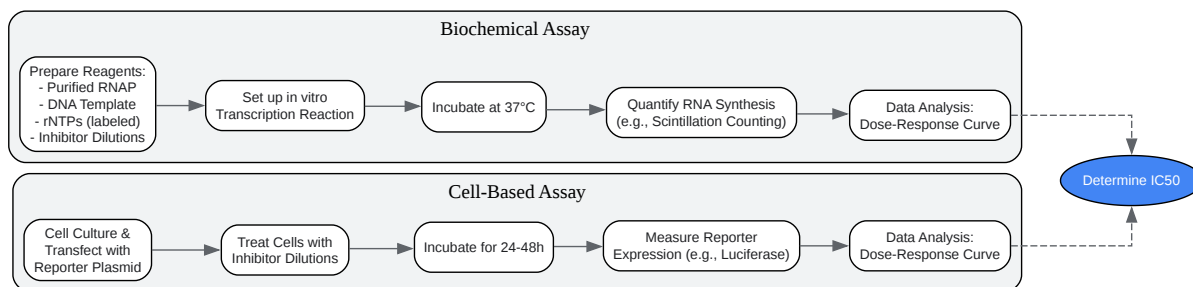 Biochemical Assay
Prepare Reagents:
- Purified RNAP
- DNA Template
- rNTPs (labeled)
- Inhibitor Dilutions
Set up in vitro
Transcription Reaction
Incubate at 37°C
Quantify RNA Synthesis
(e.g., Scintillation Counting)
Data Analysis:
Dose-Response Curve
Determine IC50
Cell-Based Assay
Cell Culture &
Transfect with
Reporter Plasmid
Treat Cells with
Inhibitor Dilutions
Incubate for 24-48h
Measure Reporter
Expression (e.g., Luciferase)
Data Analysis:
Dose-Response Curve